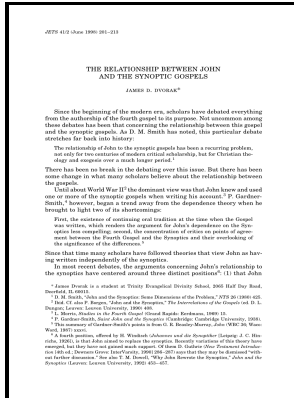 JETS 41/2 (June 1998) 201–213
THE RELATIONSHIP BETWEEN JOHN
AND THE SYNOPTIC GOSPELS
JAMES D. DVORAK*
Since the beginning of the modern era, scholars have debated everything
from the authorship of the fourth gospel to its purpose. Not uncommon among
these debates has been that concerning the relationship between this gospel
and the synoptic gospels. As D. M. Smith has noted, this particular debate
stretches far back into history:
The relationship of John to the synoptic gospels has been a recurring problem,
not only for two centuries of modern critical scholarship, but for Christian the-
ology and exegesis over a much longer period.1
There has been no break in the debating over this issue. But there has been
some change in what many scholars believe about the relationship between
the gospels.
Until about World War II2 the dominant view was that John knew and used
one or more of the synoptic gospels when writing his account.3 P. Gardner-
Smith,4 however, began a trend away from the dependence theory when he
brought to light two of its shortcomings:
First, the existence of continuing oral tradition at the time when the Gospel
was written, which renders the argument for John's dependence on the Syn-
optics less compelling; second, the concentration of critics on points of agree-
ment between the Fourth Gospel and the Synoptics and their overlooking of
the significance of the differences.5
Since that time many scholars have followed theories that view John as hav-
ing written independently of the synoptics.
In most recent debates, the arguments concerning John's relationship to
the synoptics have centered around three distinct positions6: (1) that John
* James Dvorak is a student at Trinity Evangelical Divinity School, 2065 Half Day Road,
Deerfield, IL 60015.
1 D. M. Smith, "John and the Synoptics: Some Dimensions of the Problem," NTS 26 (1980) 425.
2 Ibid. Cf. also P. Borgen, "John and the Synoptics," The Interrelations of the Gospels (ed. D. L.
Dungan; Leuven: Leuven University, 1990) 408.
3 L. Morris, Studies in the Fourth Gospel (Grand Rapids: Eerdmans, 1969) 15.
4 P. Gardner-Smith, Saint John and the Synoptics (Cambridge: Cambridge University, 1938).
5 This summary of Gardner-Smith's points is from G. R. Beasley-Murray, John (WBC 36; Waco:
Word, 1987) xxxvi.
6 A fourth position, offered by H. Windisch (Johannes und die Synoptiker [Leipzig: J. C. Hin-
richs, 1926]), is that John aimed to replace the synoptics. Recently variations of this theory have
emerged, but they have not gained much support. Of them D. Guthrie (New Testament Introduc-
tion [4th ed.; Downers Grove: InterVarsity, 1990] 286–287) says that they may be dismissed "with-
out further discussion." See also T. M. Dowell, "Why John Rewrote the Synoptics," John and the
Synoptics (Leuven: Leuven University, 1992) 453–457.